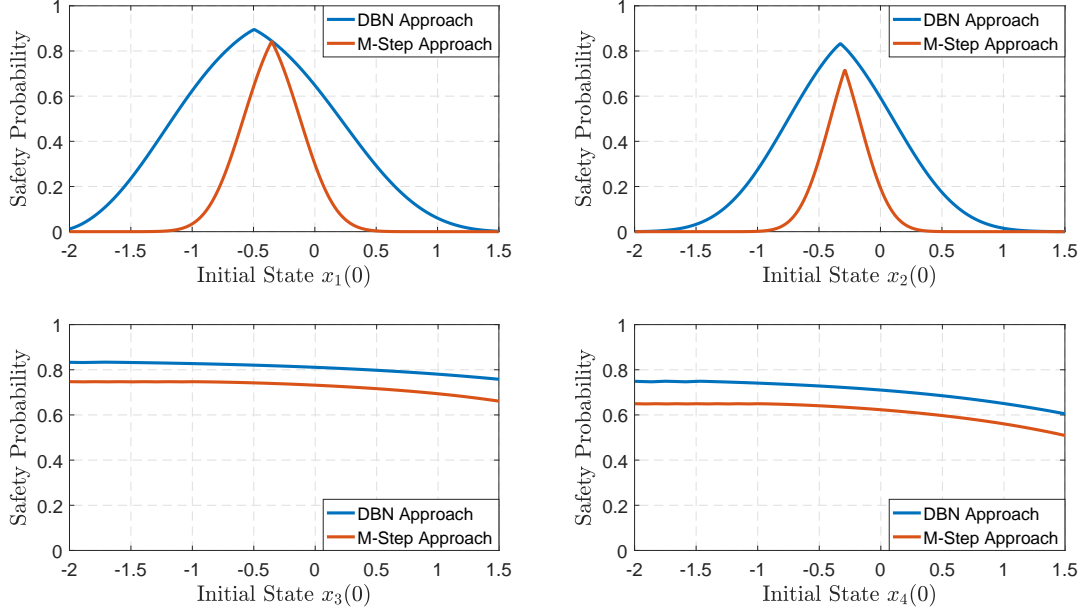 DBN Approach
M-Step Approach
Safety Probability
1
0.8
0.6
0.4
0.2
0
-2 -1.5 -1 -0.5 0 0.5 1 1.5
Initial State x₁(0)
DBN Approach
M-Step Approach
Safety Probability
1
0.8
0.6
0.4
0.2
0
-2 -1.5 -1 -0.5 0 0.5 1 1.5
Initial State x₂(0)
Safety Probability
1
0.8
0.6
0.4
0.2
0
DBN Approach
M-Step Approach
-2 -1.5 -1 -0.5 0 0.5 1 1.5
Initial State x₃(0)
Safety Probability
1
0.8
0.6
0.4
0.2
0
DBN Approach
M-Step Approach
-2 -1.5 -1 -0.5 0 0.5 1 1.5
Initial State x₄(0)